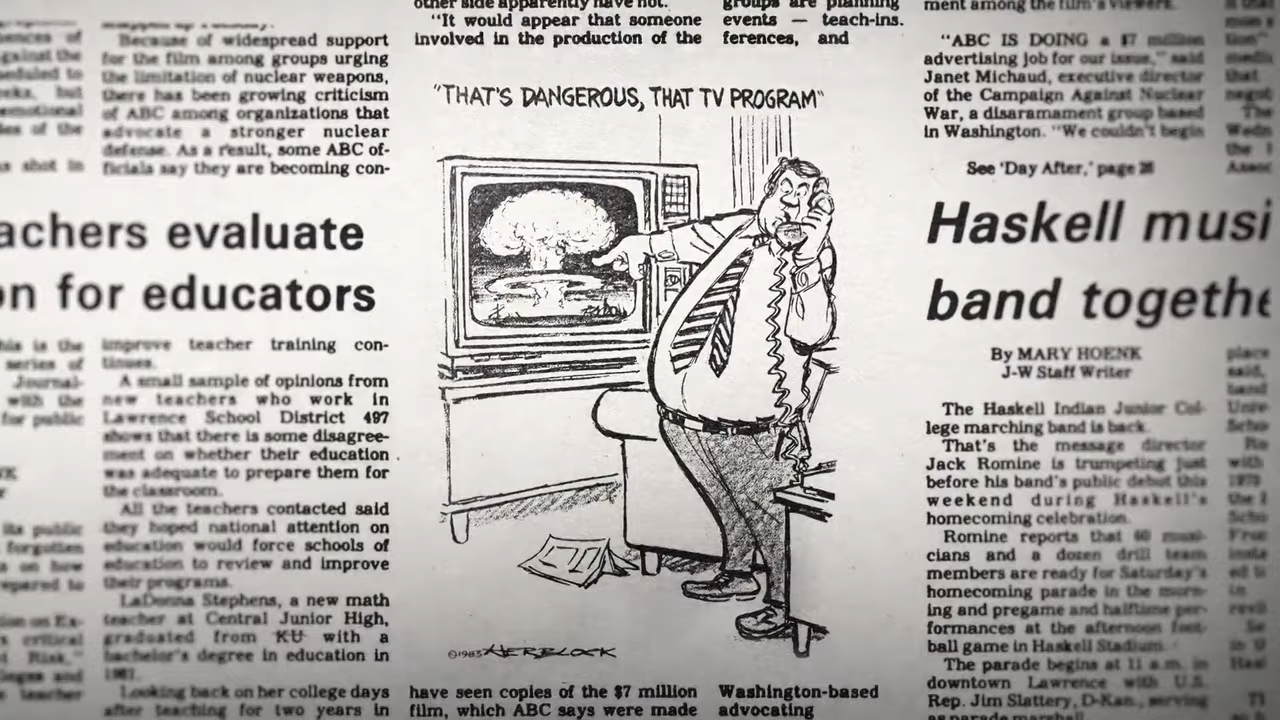 of ABC among organizations that
advocate a stronger nuclear
defense. As a result, some ABC of-
ficials say they are becoming con-
Because of widespread support
for the film among groups urging
the limitation of nuclear weapons,
there has been growing criticism
achers evaluate
on for educators
improve teacher training con-
tinues.
A small sample of opinions from
new teachers who work in
Lawrence School District 497
shows that there is some disagree-
ment on whether their education
was adequate to prepare them for
the classroom.
All the teachers contacted said
they hoped national attention on
education would force schools of
education to review and improve
their programs.
LaDonna Stephens, a new math
teacher at Central Junior High,
graduated from KU with a
bachelor's degree in education in
1981.
Looking back on her college days
after teaching for two years in
other side apparently have not.
"It would appear that someone
involved in the production of the
groups are planning
events — teach-ins.
ferences, and
"THAT'S DANGEROUS, THAT TV PROGRAM"
©1983 HERBLOCK
have seen copies of the $7 million
film, which ABC says were made
Washington-based
advocating
ment among the film's viewers.
"ABC IS DOING a $7 million
advertising job for our issue," said
Janet Michaud, executive director
of the Campaign Against Nuclear
War, a disaramament group based
in Washington. "We couldn't begin
See 'Day After,' page 28
Haskell musi
band togethe
By MARY HOENK
J-W Staff Writer
The Haskell Indian Junior Col-
lege marching band is back.
That's the message director
Jack Romine is trumpeting just
before his band's public debut this
weekend during Haskell's
homecoming celebration.
Romine reports that 60 musi-
cians and a dozen drill team
members are ready for Saturday's
homecoming parade in the morn-
ing and pregame and halftime per-
formances at the afternoon foot-
ball game in Haskell Stadium.
The parade begins at 11 a.m. in
downtown Lawrence with U.S.
Rep. Jim Slattery, D-Kan., serving
as parade marshall.